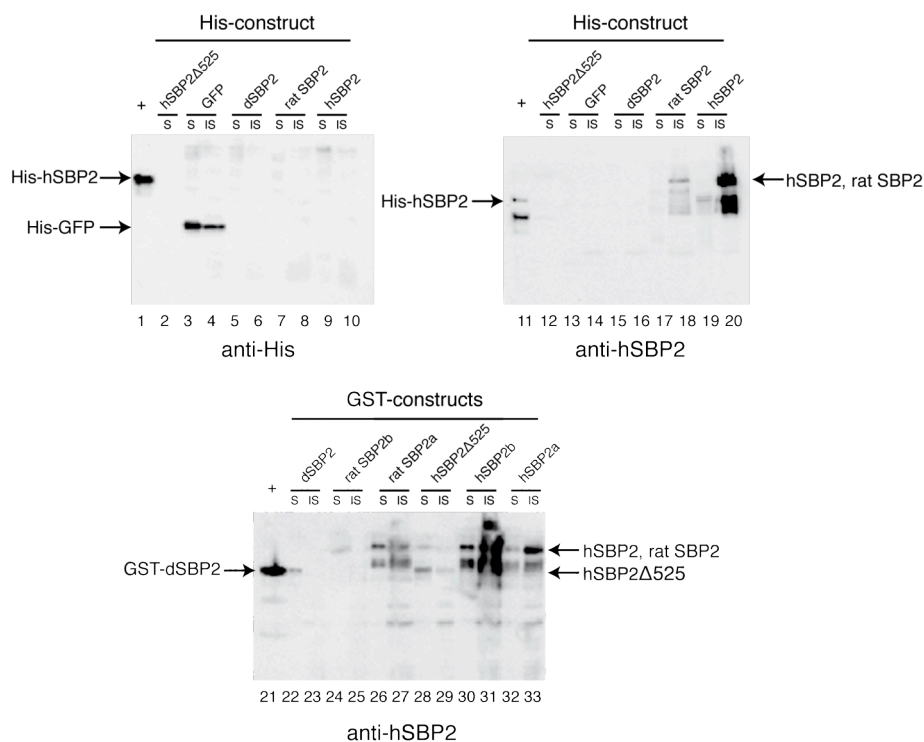 His-construct
hSBP2Δ525
GFP
dSBP2
rat SBP2
hSBP2
+
S S IS S IS S IS S IS
His-hSBP2
His-GFP
1 2 3 4 5 6 7 8 9 10
anti-His
His-construct
hSBP2Δ525
GFP
dSBP2
rat SBP2
hSBP2
+
S S IS S IS S IS S IS
His-hSBP2
hSBP2, rat SBP2
11 12 13 14 15 16 17 18 19 20
anti-hSBP2
GST-constructs
dSBP2
rat SBP2b
rat SBP2a
hSBP2Δ525
hSBP2b
hSBP2a
+
S IS S IS S IS S IS S IS S IS
GST-dSBP2
hSBP2, rat SBP2
hSBP2Δ525
21 22 23 24 25 26 27 28 29 30 31 32 33
anti-hSBP2